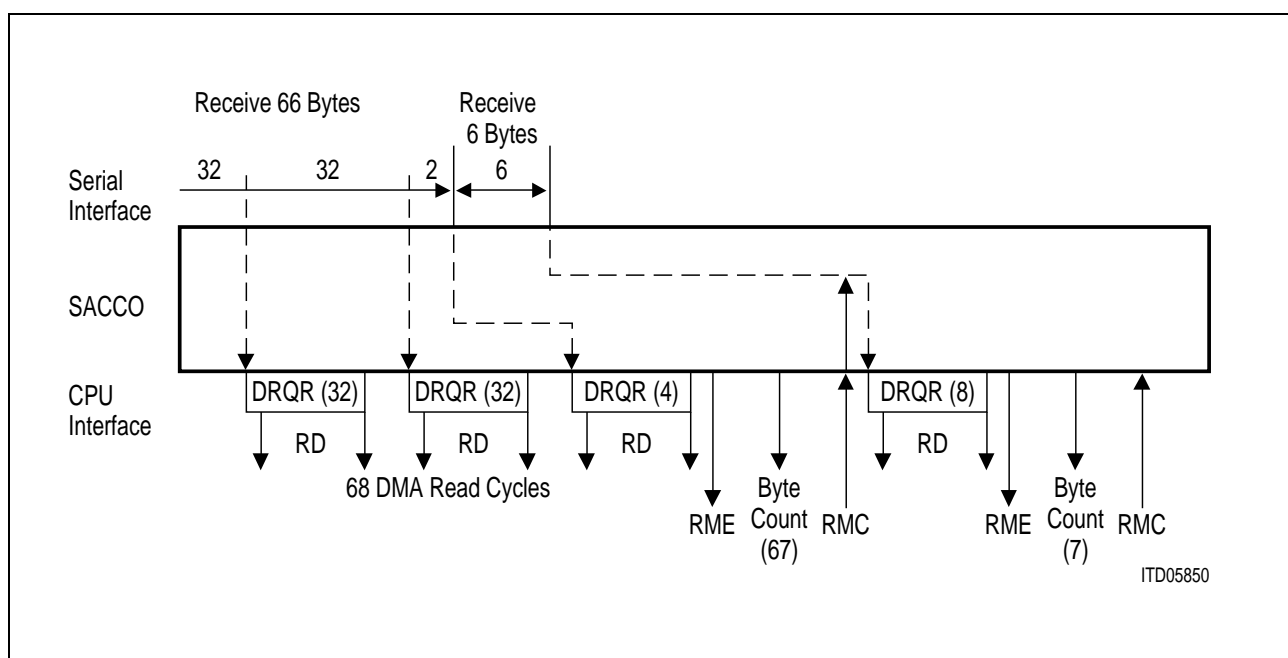 Receive 66 Bytes
Receive
6 Bytes
32
32
2
6
Serial
Interface
SACCO
CPU
Interface
DRQR (32)
DRQR (32)
DRQR (4)
DRQR (8)
RD
RD
RD
RD
68 DMA Read Cycles
RME
Byte
Count
(67)
RMC
RME
Byte
Count
(7)
RMC
ITD05850